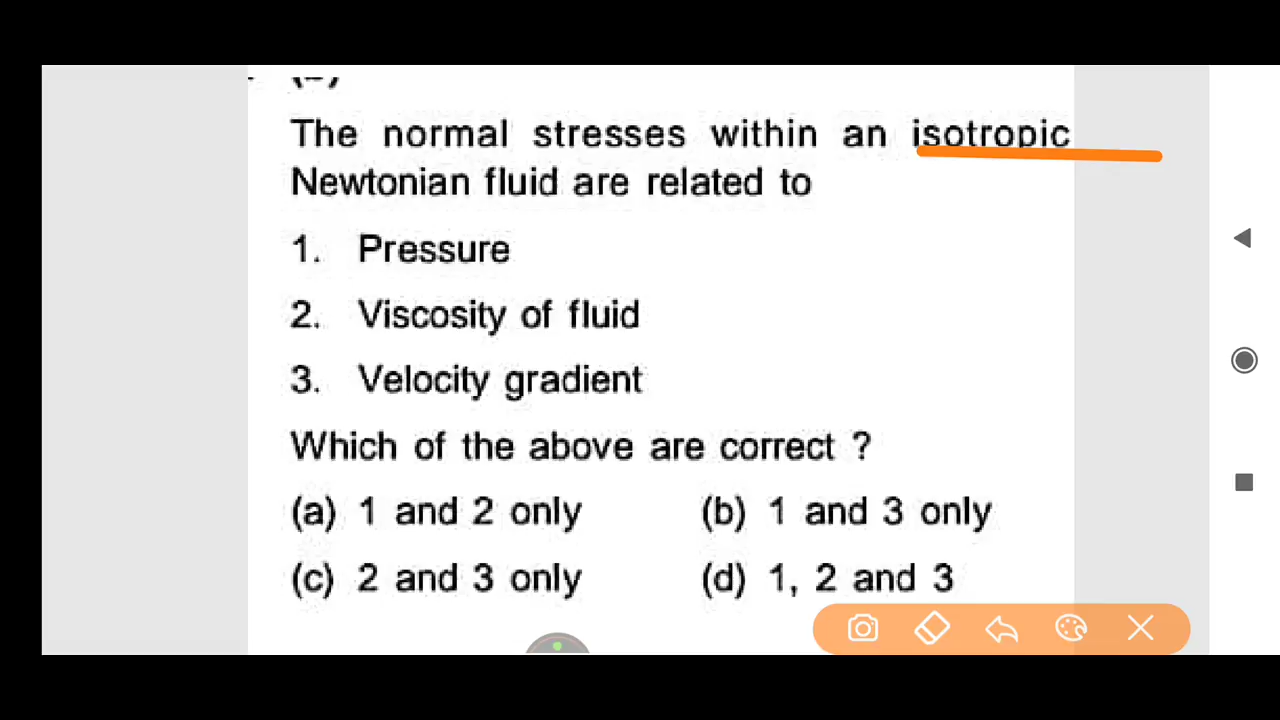 The normal stresses within an isotropic
Newtonian fluid are related to
1. Pressure
2. Viscosity of fluid
3. Velocity gradient
Which of the above are correct ?
(a) 1 and 2 only (b) 1 and 3 only
(c) 2 and 3 only (d) 1, 2 and 3